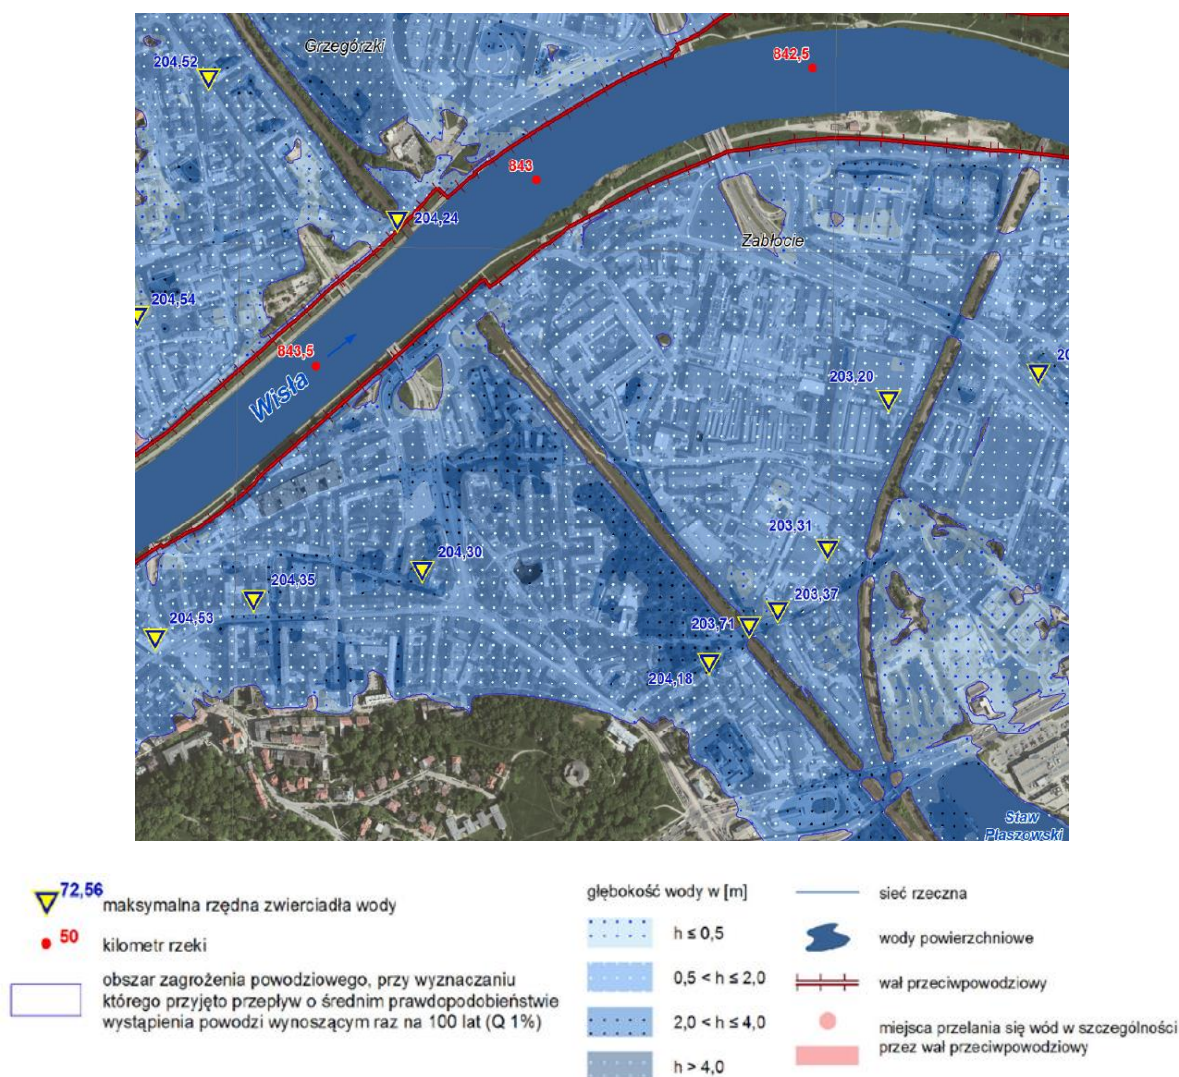 Grzegórzki
204,52
842,5
843
204,24
Zabłocie
204,54
843,5
Wisła
203,20
203,31
204,30
204,35
203,37
204,53
203,71
204,18
Staw
Płaszowski
72,56
maksymalna rzędna zwierciadła wody
50
kilometr rzeki
obszar zagrożenia powodziowego, przy wyznaczaniu
którego przyjęto przepływ o średnim prawdopodobieństwie
wystąpienia powodzi wynoszącym raz na 100 lat (Q 1%)
głębokość wody w [m]
h ≤ 0,5
0,5 < h ≤ 2,0
2,0 < h ≤ 4,0
h > 4,0
sieć rzeczna
wody powierzchniowe
wał przeciwpowodziowy
miejsca przelania się wód w szczególności
przez wał przeciwpowodziowy